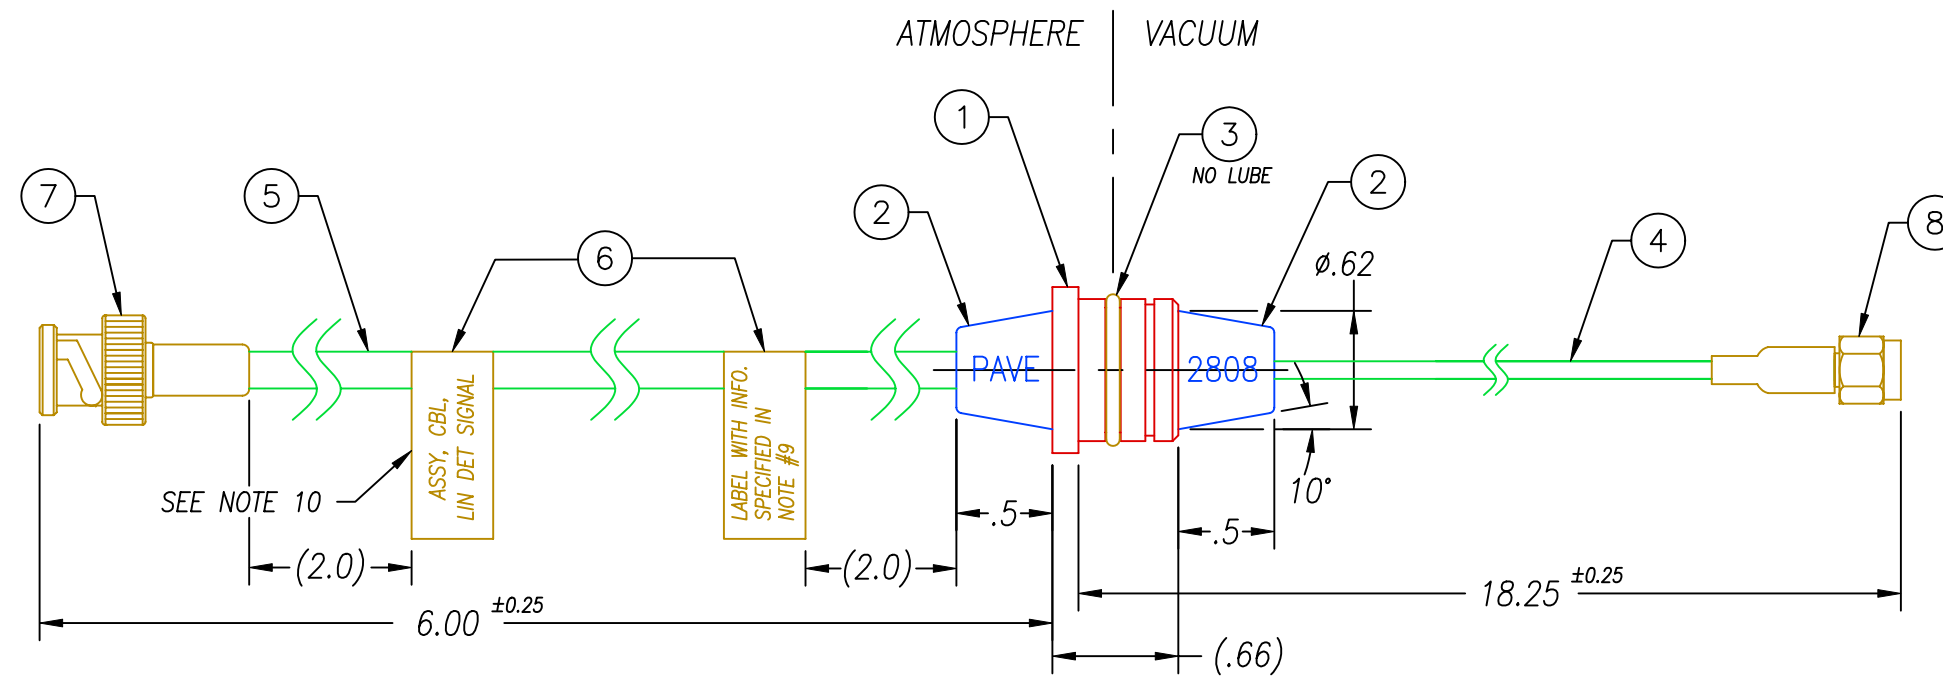 ATMOSPHERE VACUUM
1
3
NO LUBE
7
5
2
2
6
4
8
ø.62
PAVE
2808
ASSY, CBL,
LIN DET SIGNAL
LABEL WITH INFO.
SPECIFIED IN
NOTE #9
SEE NOTE 10
10°
.5
.5
(2.0)
(2.0)
18.25 ±0.25
6.00 ±0.25
(.66)